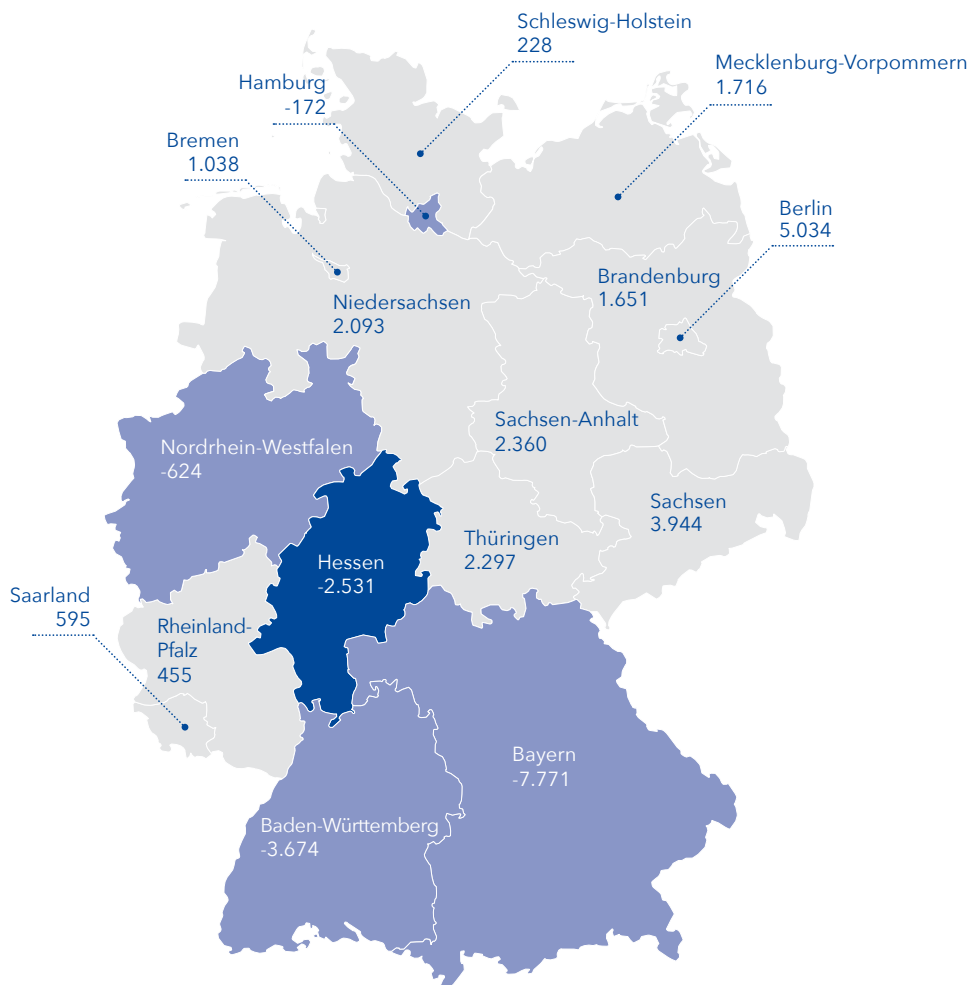 Schleswig-Holstein
228
Mecklenburg-Vorpommern
1.716
Hamburg
-172
Bremen
1.038
Berlin
5.034
Brandenburg
1.651
Niedersachsen
2.093
Sachsen-Anhalt
2.360
Nordrhein-Westfalen
-624
Sachsen
3.944
Thüringen
2.297
Hessen
-2.531
Saarland
595
Rheinland-
Pfalz
455
Bayern
-7.771
Baden-Württemberg
-3.674